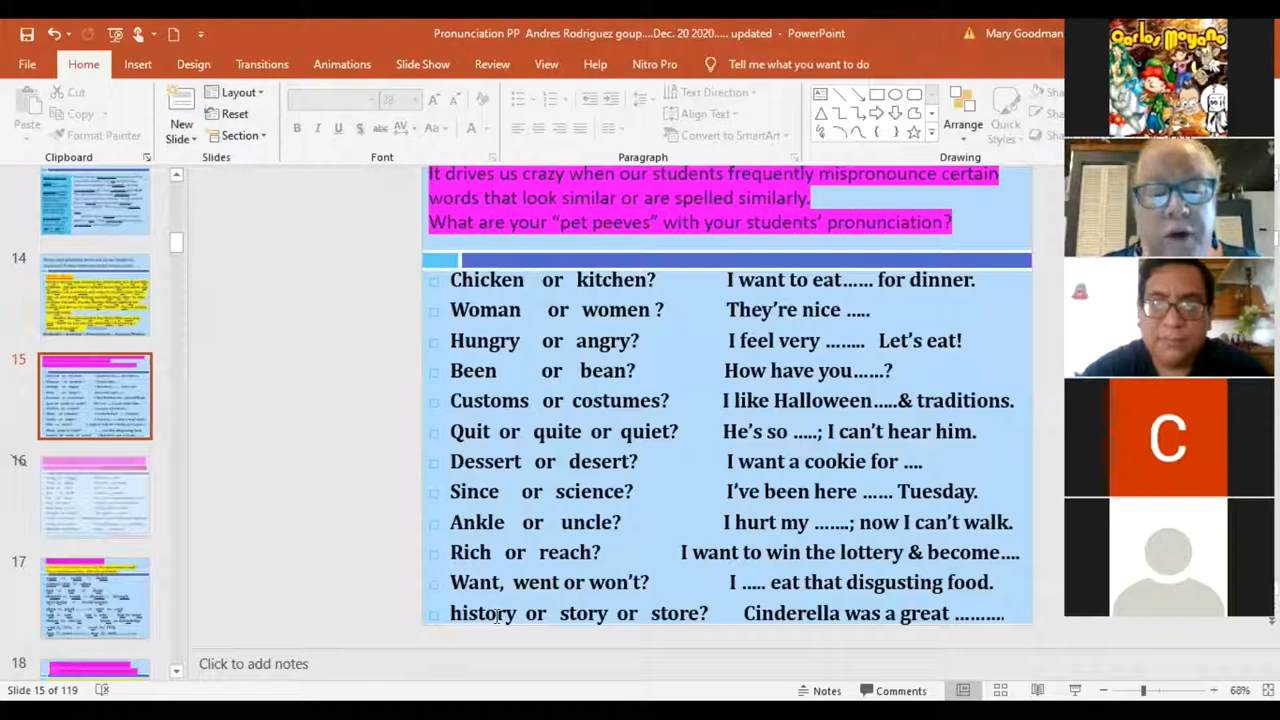 Pronunciation PP Andres Rodriguez goup....Dec. 20 2020..... updated - PowerPoint
Mary Goodman
File Home Insert Design Transitions Animations Slide Show Review View Help Nitro Pro Tell me what you want to do
Cut
Copy
Format Painter
Paste
Clipboard
New
Slide
Layout
Reset
Section
Slides
28
Font
Text Direction
Align Text
Convert to SmartArt
Paragraph
Arrange
Quick
Styles
Sha
Sha
Sha
Drawing
Carlos Moyano
14
15
16
17
18
It drives us crazy when our students frequently mispronounce certain
words that look similar or are spelled similarly.
What are your “pet peeves” with your students’ pronunciation?
Chicken or kitchen? I want to eat...... for dinner.
Woman or women ? They’re nice .....
Hungry or angry? I feel very ........ Let’s eat!
Been or bean? How have you......?
Customs or costumes? I like Halloween.....& traditions.
Quit or quite or quiet? He’s so .....; I can’t hear him.
Dessert or desert? I want a cookie for ....
Since or science? I’ve been here ...... Tuesday.
Ankle or uncle? I hurt my .......; now I can’t walk.
Rich or reach? I want to win the lottery & become....
Want, went or won’t? I ... eat that disgusting food.
history or story or store? Cinderella was a great ..........
C
Click to add notes
Slide 15 of 119
Notes
Comments
68%